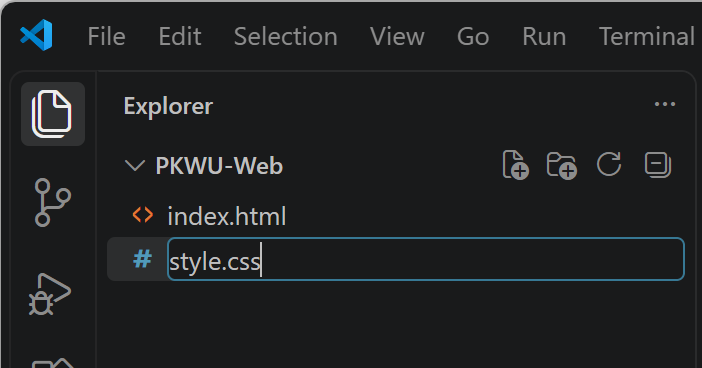 File Edit Selection View Go Run Terminal
Explorer
PKWU-Web
index.html
style.css